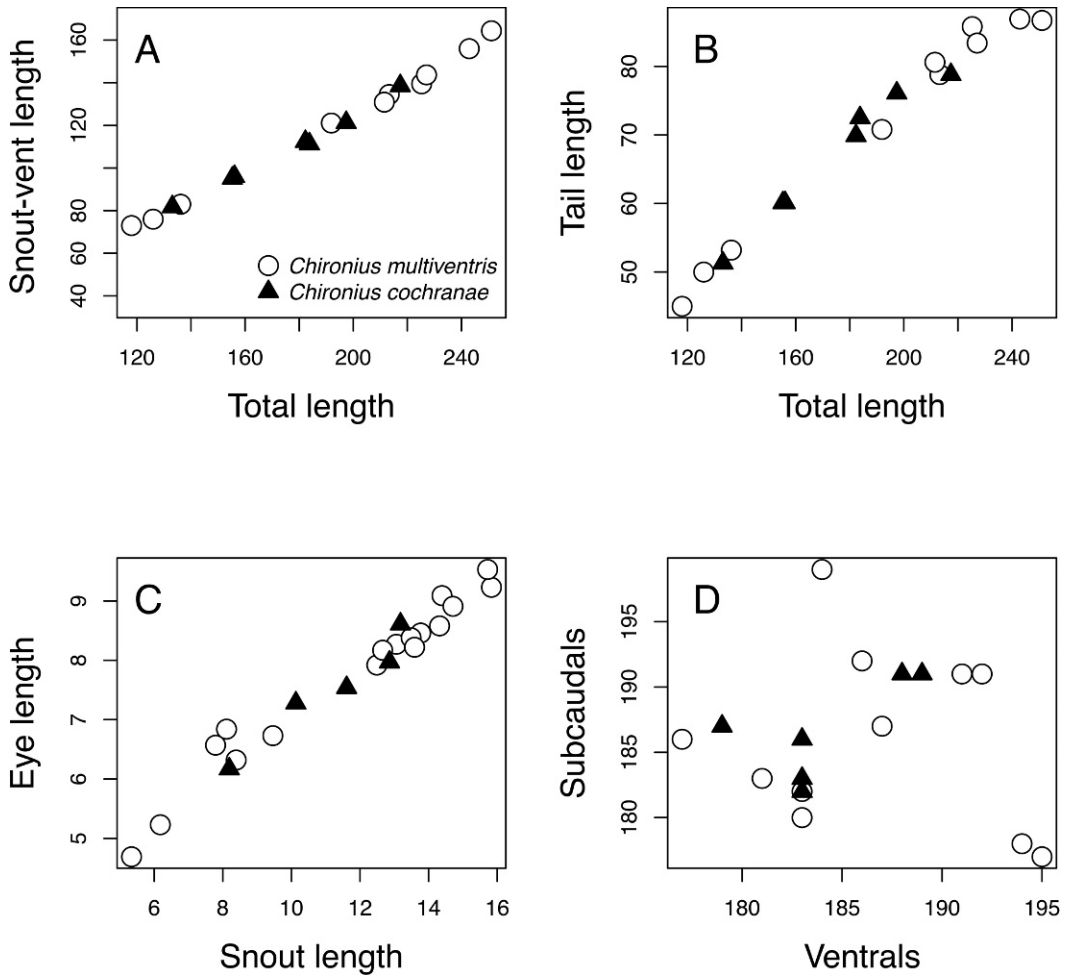 A
Snout-vent length
160
120
80
60
40
Chironius multiventris
Chironius cochranae
120 160 200 240
Total length
B
Tail length
80
70
60
50
120 160 200 240
Total length
C
Eye length
9
8
7
6
5
6 8 10 12 14 16
Snout length
D
Subcaudals
195
190
185
180
180 185 190 195
Ventrals